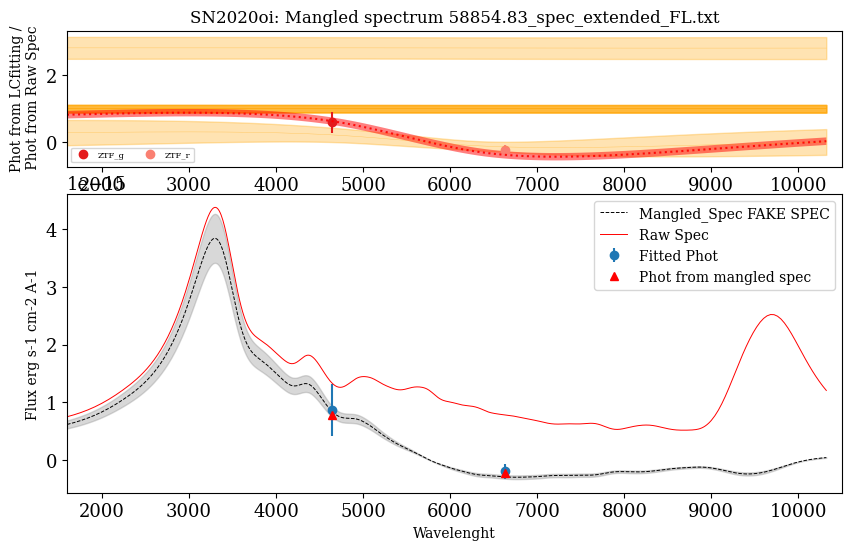 SN2020oi: Mangled spectrum 58854.83_spec_extended_FL.txt
Phot from LCfitting /
Phot from Raw Spec
2
0
ZTF_g ZTF_r
2000 3000 4000 5000 6000 7000 8000 9000 10000
1e−15
Mangled_Spec FAKE SPEC
Raw Spec
Fitted Phot
Phot from mangled spec
Flux erg s-1 cm-2 A-1
4
3
2
1
0
2000 3000 4000 5000 6000 7000 8000 9000 10000
Wavelenght